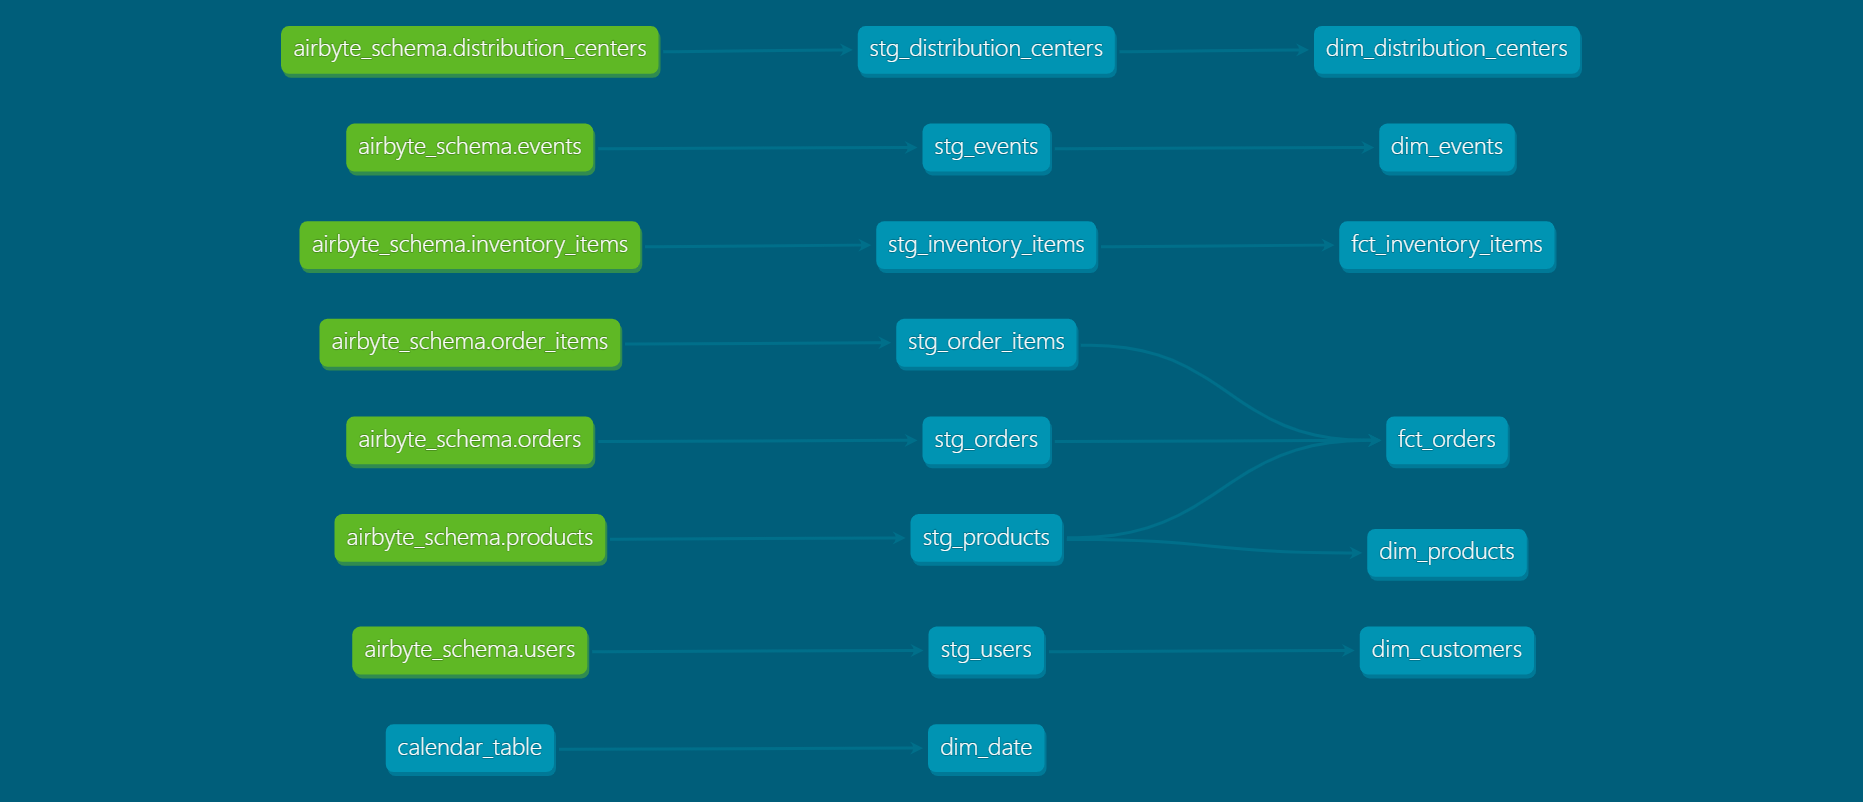 airbyte_schema.distribution_centers
stg_distribution_centers
dim_distribution_centers
airbyte_schema.events
stg_events
dim_events
airbyte_schema.inventory_items
stg_inventory_items
fct_inventory_items
airbyte_schema.order_items
stg_order_items
airbyte_schema.orders
stg_orders
fct_orders
airbyte_schema.products
stg_products
dim_products
airbyte_schema.users
stg_users
dim_customers
calendar_table
dim_date